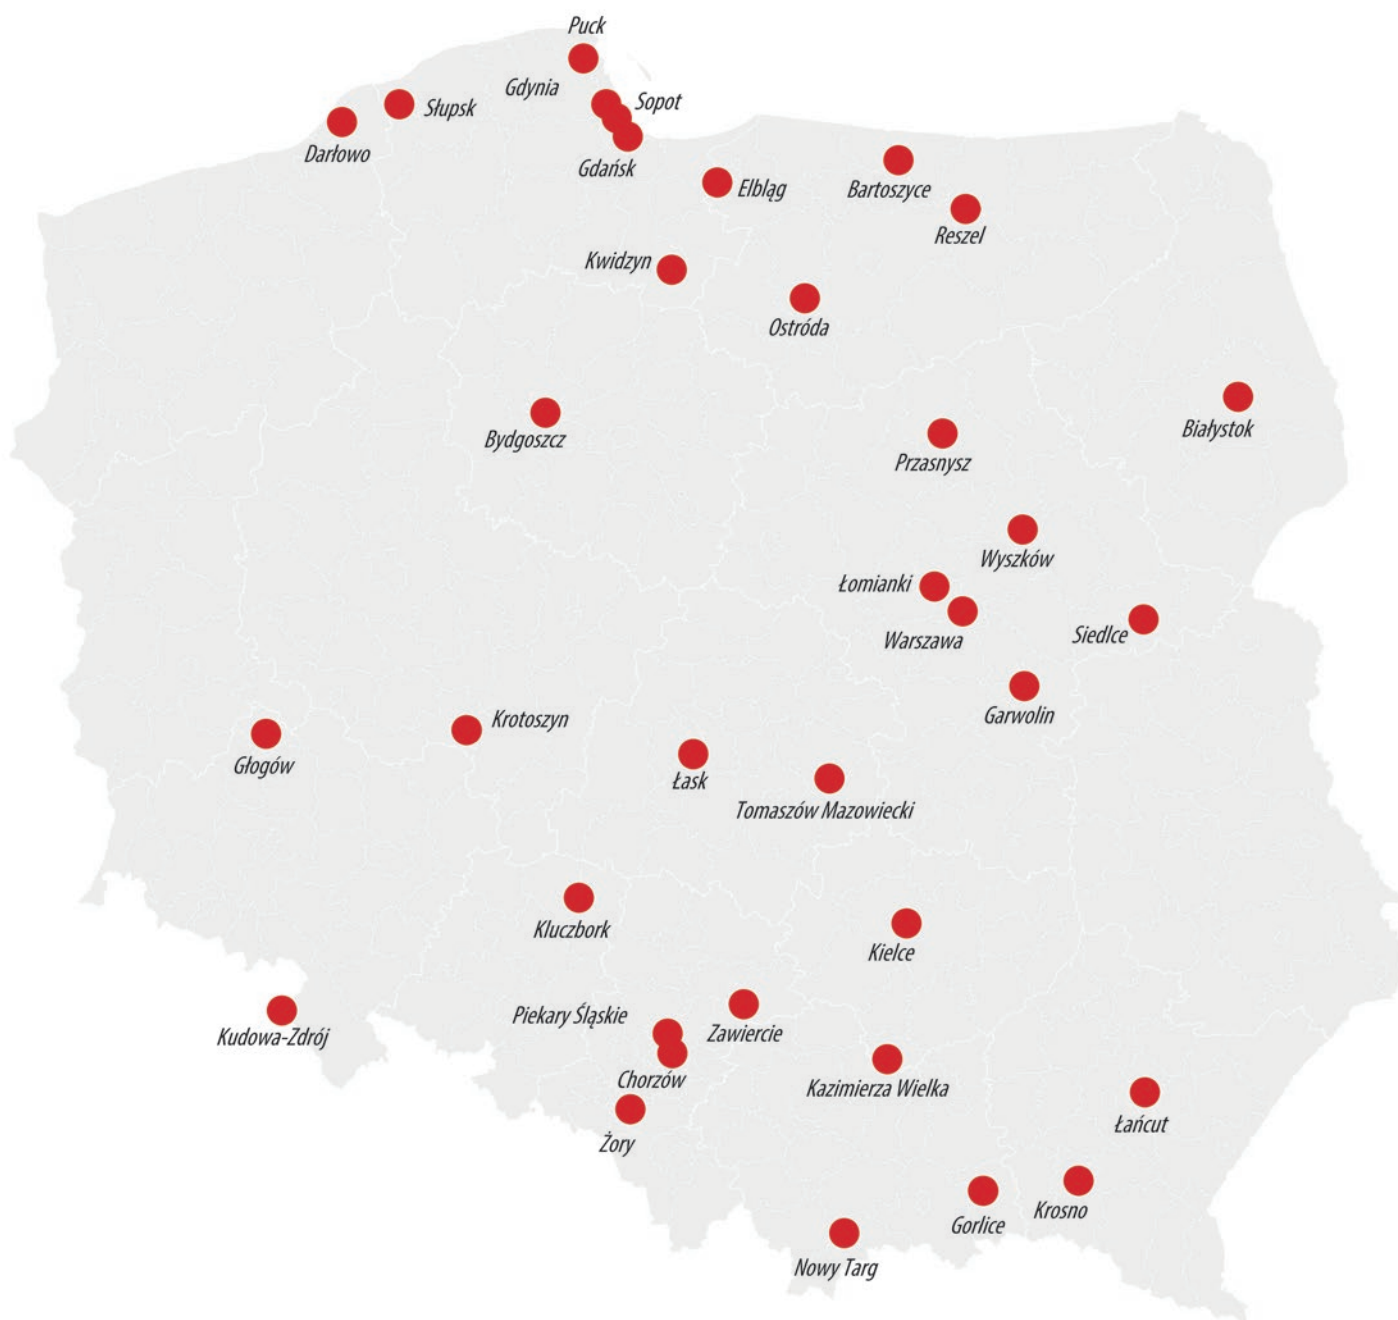 Puck
Gdynia
Sopot
Słupsk
Darłowo
Gdańsk
Elbląg
Bartoszyce
Reszel
Kwidzyn
Ostróda
Bydgoszcz
Białystok
Przasnysz
Wyszków
Łomianki
Warszawa
Siedlce
Garwolin
Krotoszyn
Głogów
Łask
Tomaszów Mazowiecki
Kluczbork
Kielce
Piekary Śląskie
Zawiercie
Kudowa-Zdrój
Chorzów
Kazimierza Wielka
Łańcut
Żory
Krosno
Gorlice
Nowy Targ